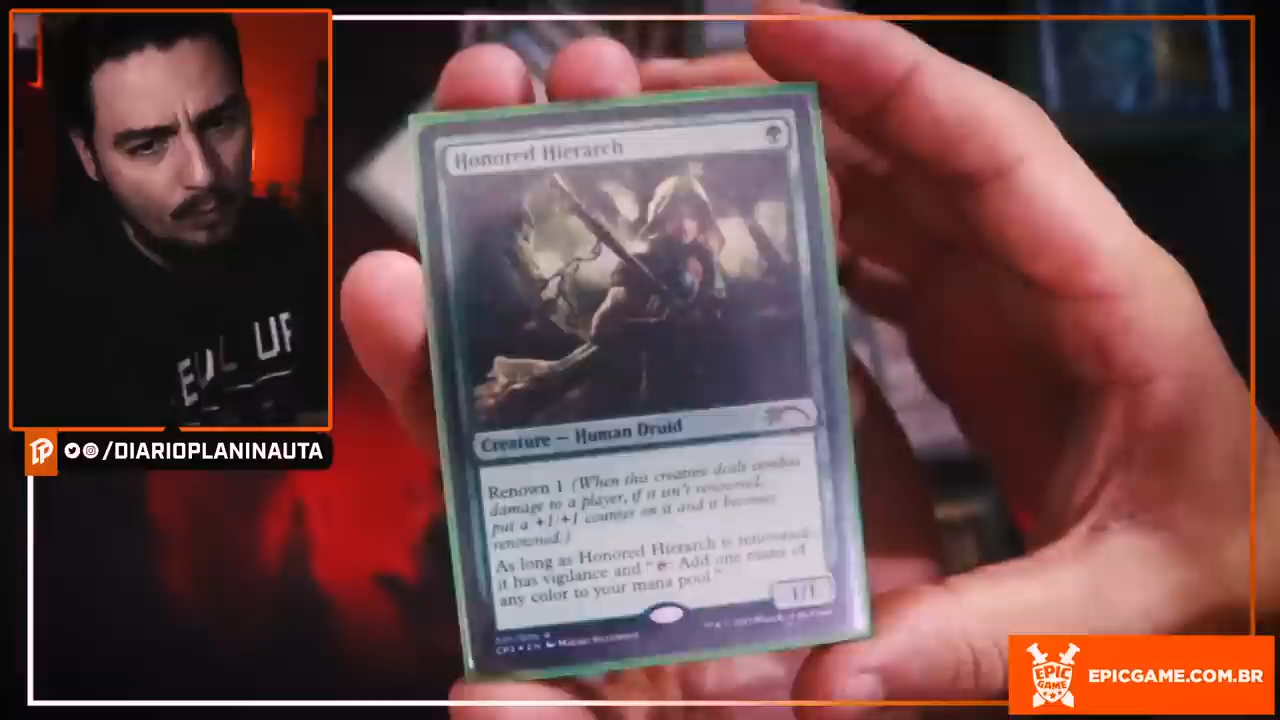 Honored Hierarch
Creature — Human Druid
Renown 1 (When this creature deals combat
damage to a player, if it isn't renowned,
put a +1/+1 counter on it and it becomes
renowned.)
As long as Honored Hierarch is renowned,
it has vigilance and "T: Add one mana of
any color to your mana pool."
1/1
EVL UP
/DIARIOPLANINAUTA
EPIC
GAME
EPICGAME.COM.BR